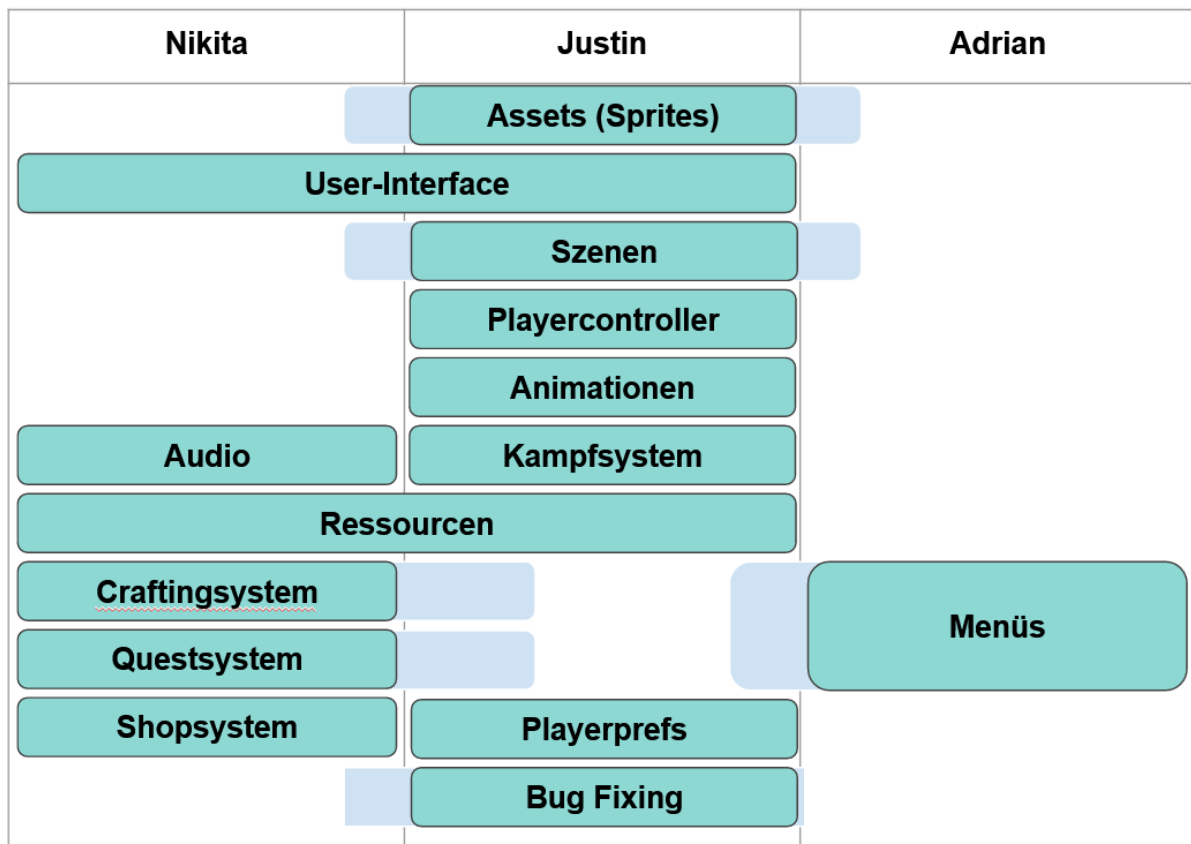 Nikita
Justin
Adrian
Assets (Sprites)
User-Interface
Szenen
Playercontroller
Animationen
Audio
Kampfsystem
Ressourcen
Craftingsystem
Menüs
Questsystem
Shopsystem
Playerprefs
Bug Fixing